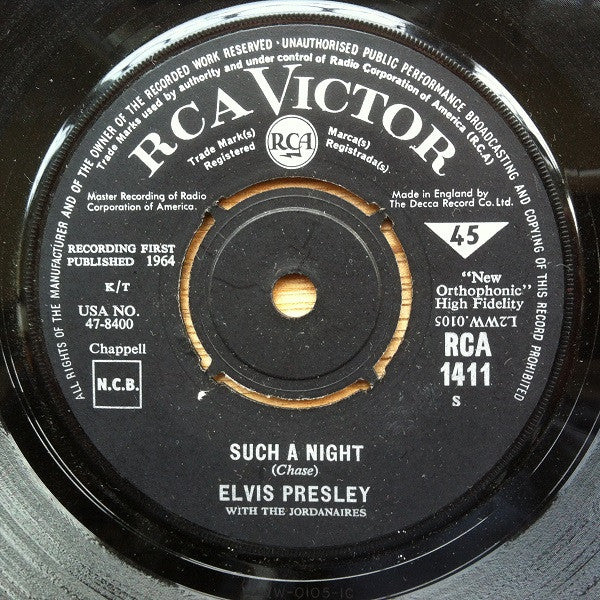 ALL RIGHTS OF THE MANUFACTURER AND OF THE OWNER OF THE RECORDED WORK RESERVED · UNAUTHORISED PUBLIC PERFORMANCE, BROADCASTING AND COPYING OF THIS RECORD PROHIBITED
Trade Marks used by authority and under control of Radio Corporation of America (R.C.A)
RCA VICTOR
Trade Mark(s)
Registered
RCA
Marca(s)
Registrada(s)
Master Recording of Radio
Corporation of America.
Made in England by
The Decca Record Co. Ltd.
45
RECORDING FIRST
PUBLISHED 1964
K/T
USA NO.
47-8400
Chappell
N.C.B.
"New
Orthophonic"
High Fidelity
L2WW.0105
RCA
1411
S
SUCH A NIGHT
(Chase)
ELVIS PRESLEY
WITH THE JORDANAIRES